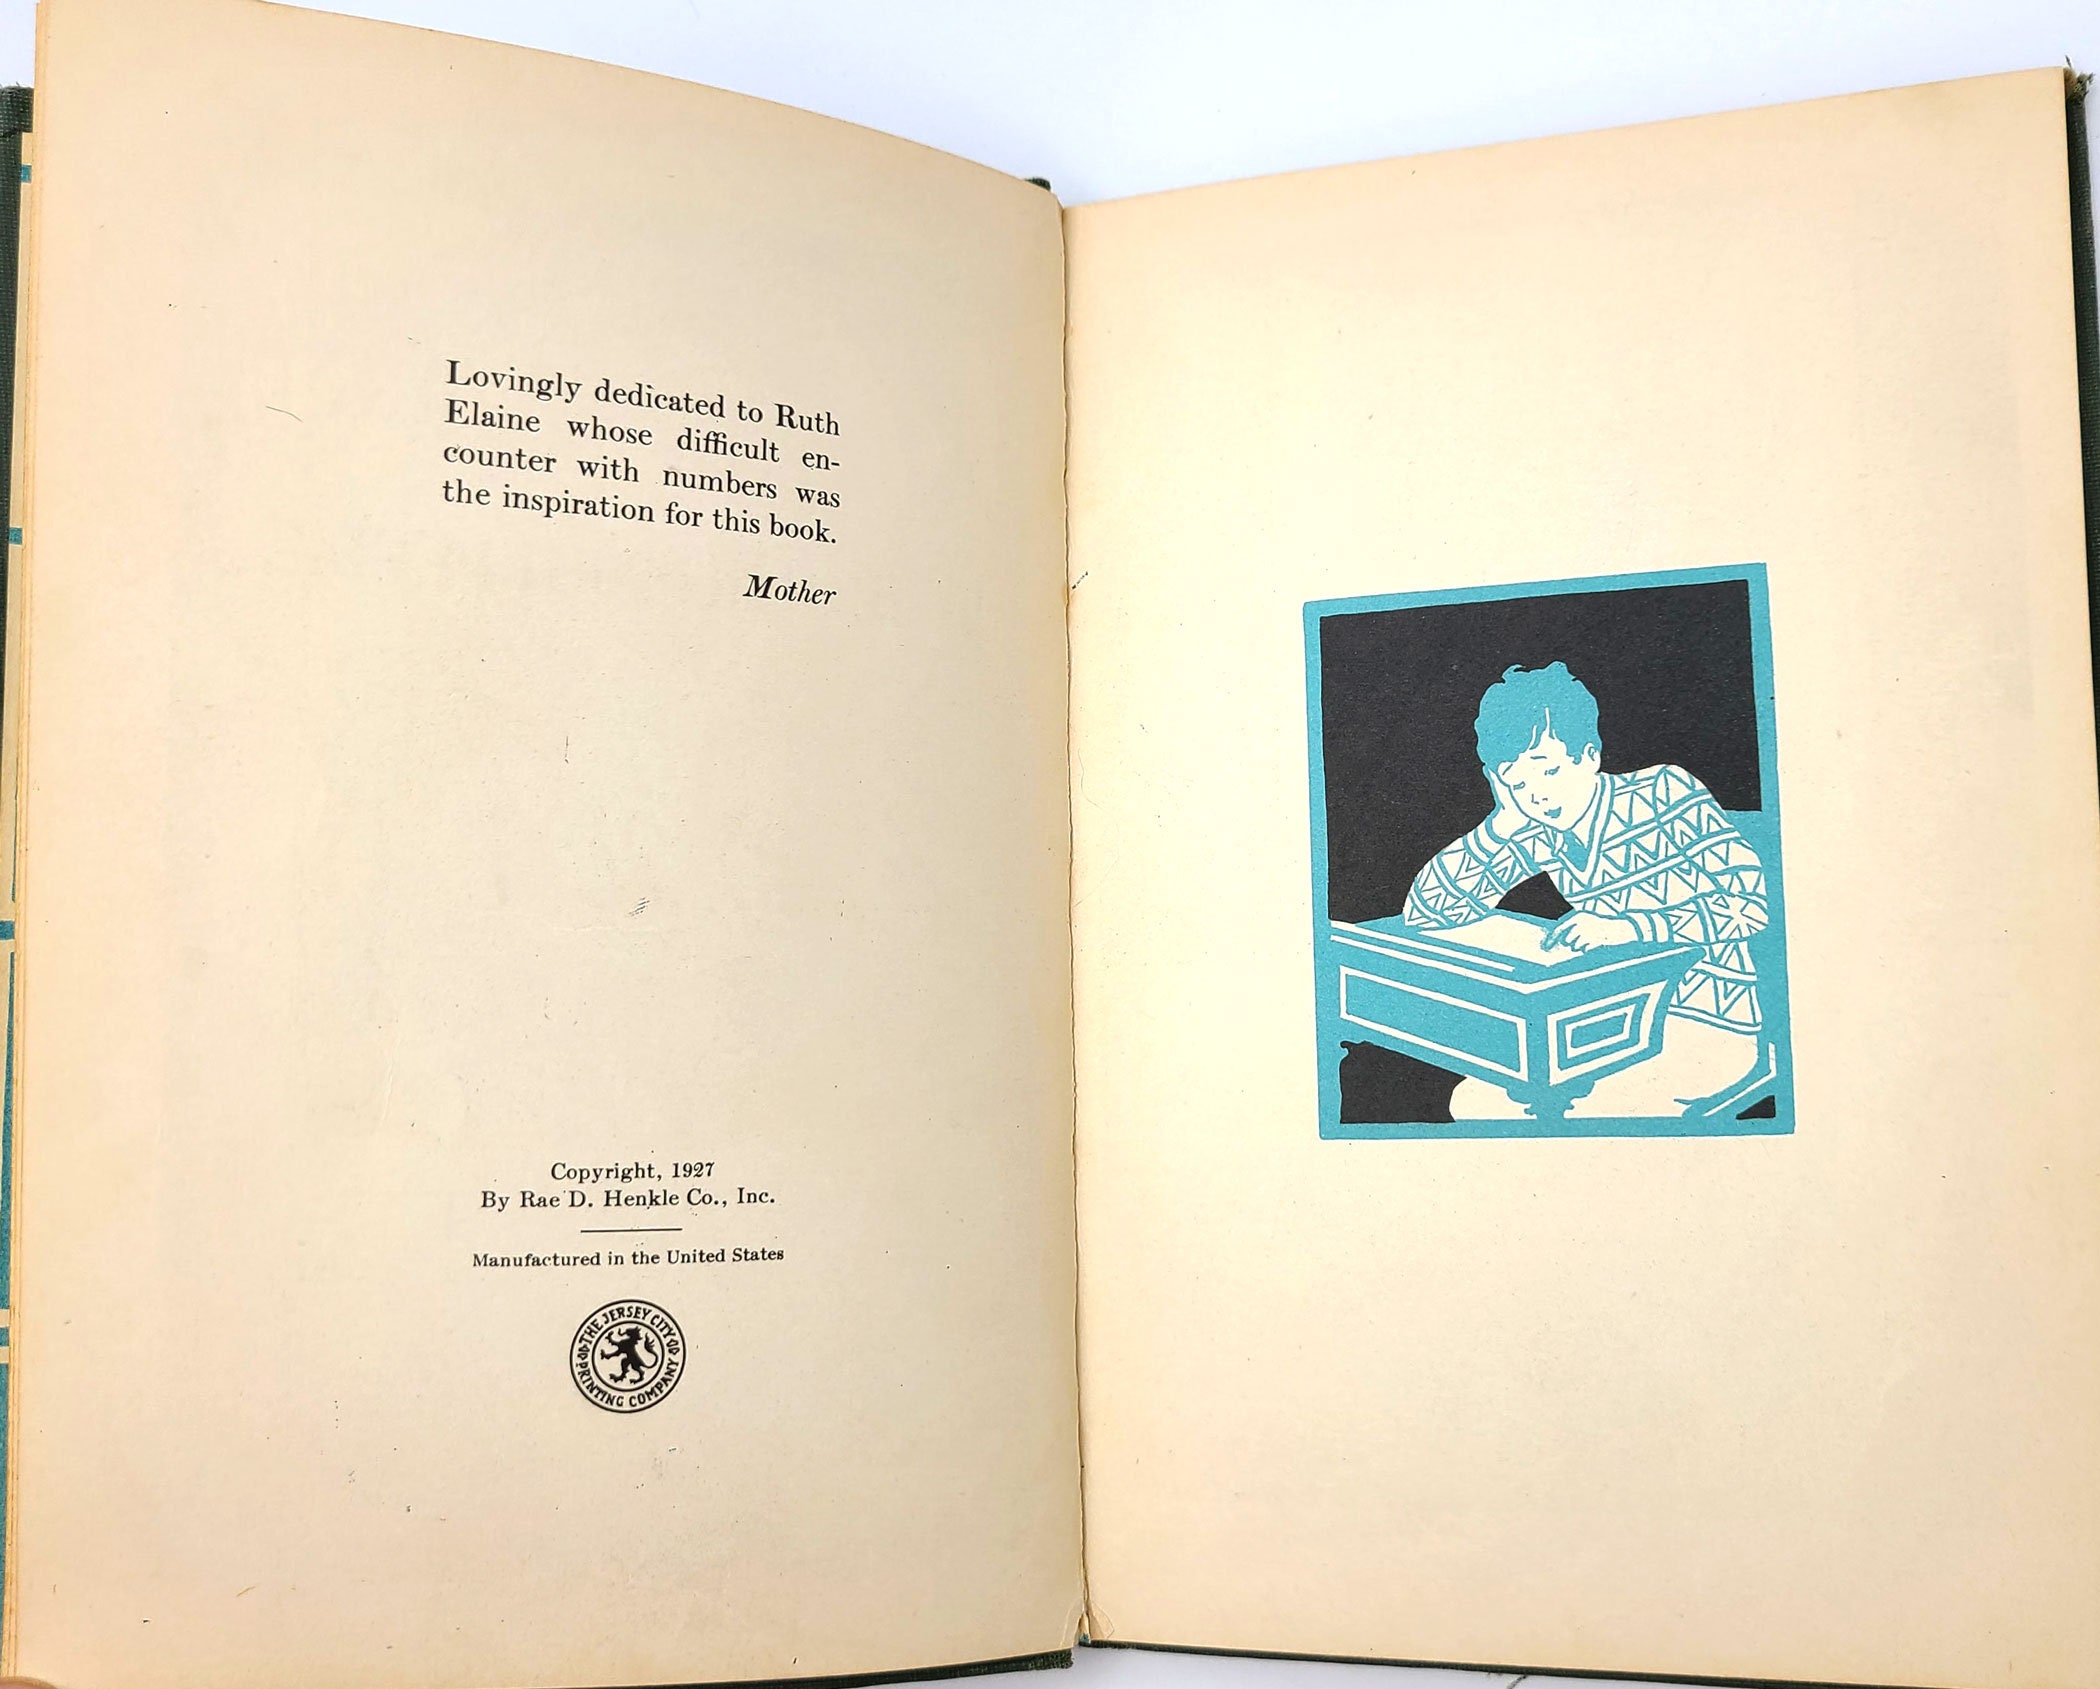 Lovingly dedicated to Ruth
Elaine whose difficult en-
counter with numbers was
the inspiration for this book.
Mother
Copyright, 1927
By Rae D. Henkle Co., Inc.
Manufactured in the United States
THE JERSEY CITY
PRINTING COMPANY